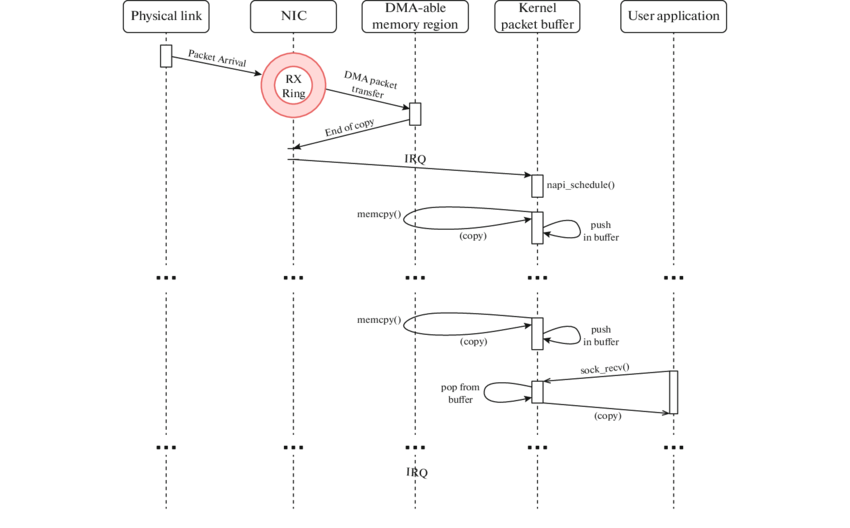 Physical link
NIC
DMA-able
memory region
Kernel
packet buffer
User application
Packet Arrival
RX
Ring
DMA packet
transfer
End of copy
IRQ
napi_schedule()
memcpy()
(copy)
push
in buffer
...
...
...
...
...
memcpy()
(copy)
push
in buffer
sock_recv()
pop from
buffer
(copy)
...
...
...
...
...
IRQ